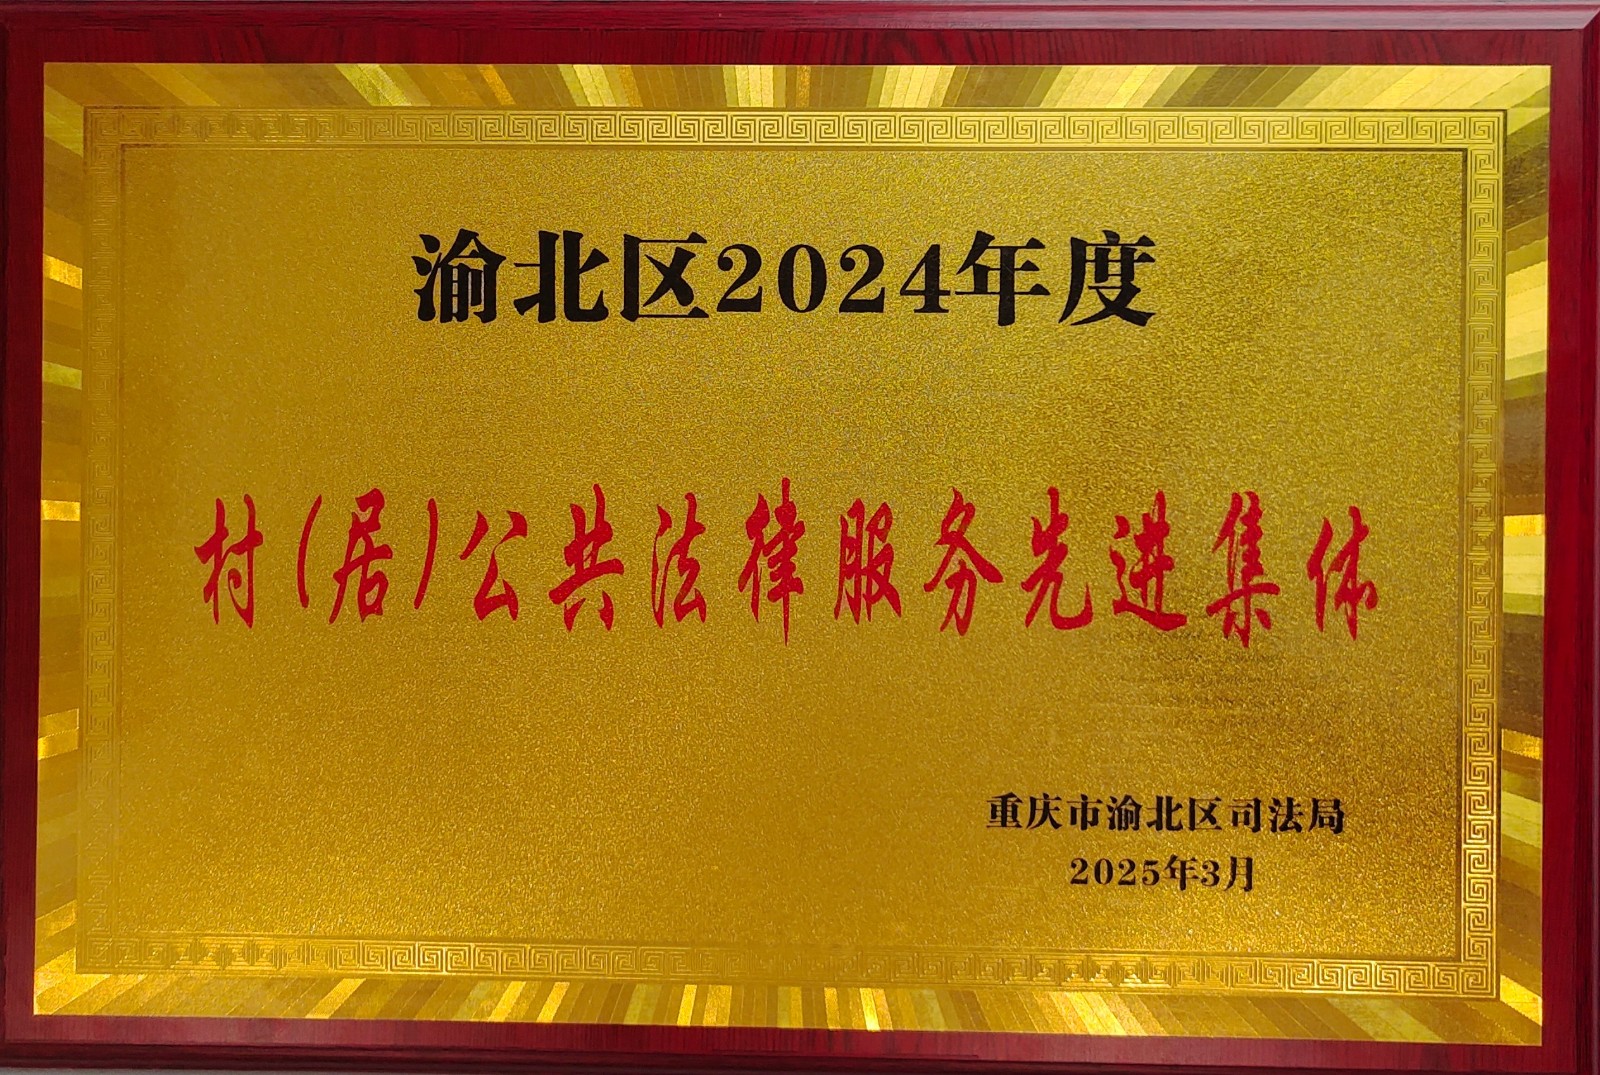 渝北区2024年度
村(居)公共法律服务先进集体
重庆市渝北区司法局
2025年3月